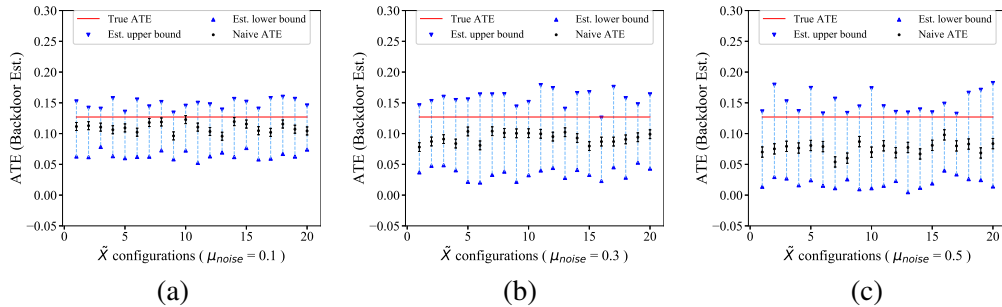 True ATE
Est. lower bound
Est. upper bound
Naive ATE
ATE (Backdoor Est.)
0.30
0.25
0.20
0.15
0.10
0.05
0.00
−0.05
0 5 10 15 20
X̃ configurations ( μnoise = 0.1 )
(a)
True ATE
Est. lower bound
Est. upper bound
Naive ATE
ATE (Backdoor Est.)
0.30
0.25
0.20
0.15
0.10
0.05
0.00
−0.05
0 5 10 15 20
X̃ configurations ( μnoise = 0.3 )
(b)
True ATE
Est. lower bound
Est. upper bound
Naive ATE
ATE (Backdoor Est.)
0.30
0.25
0.20
0.15
0.10
0.05
0.00
−0.05
0 5 10 15 20
X̃ configurations ( μnoise = 0.5 )
(c)